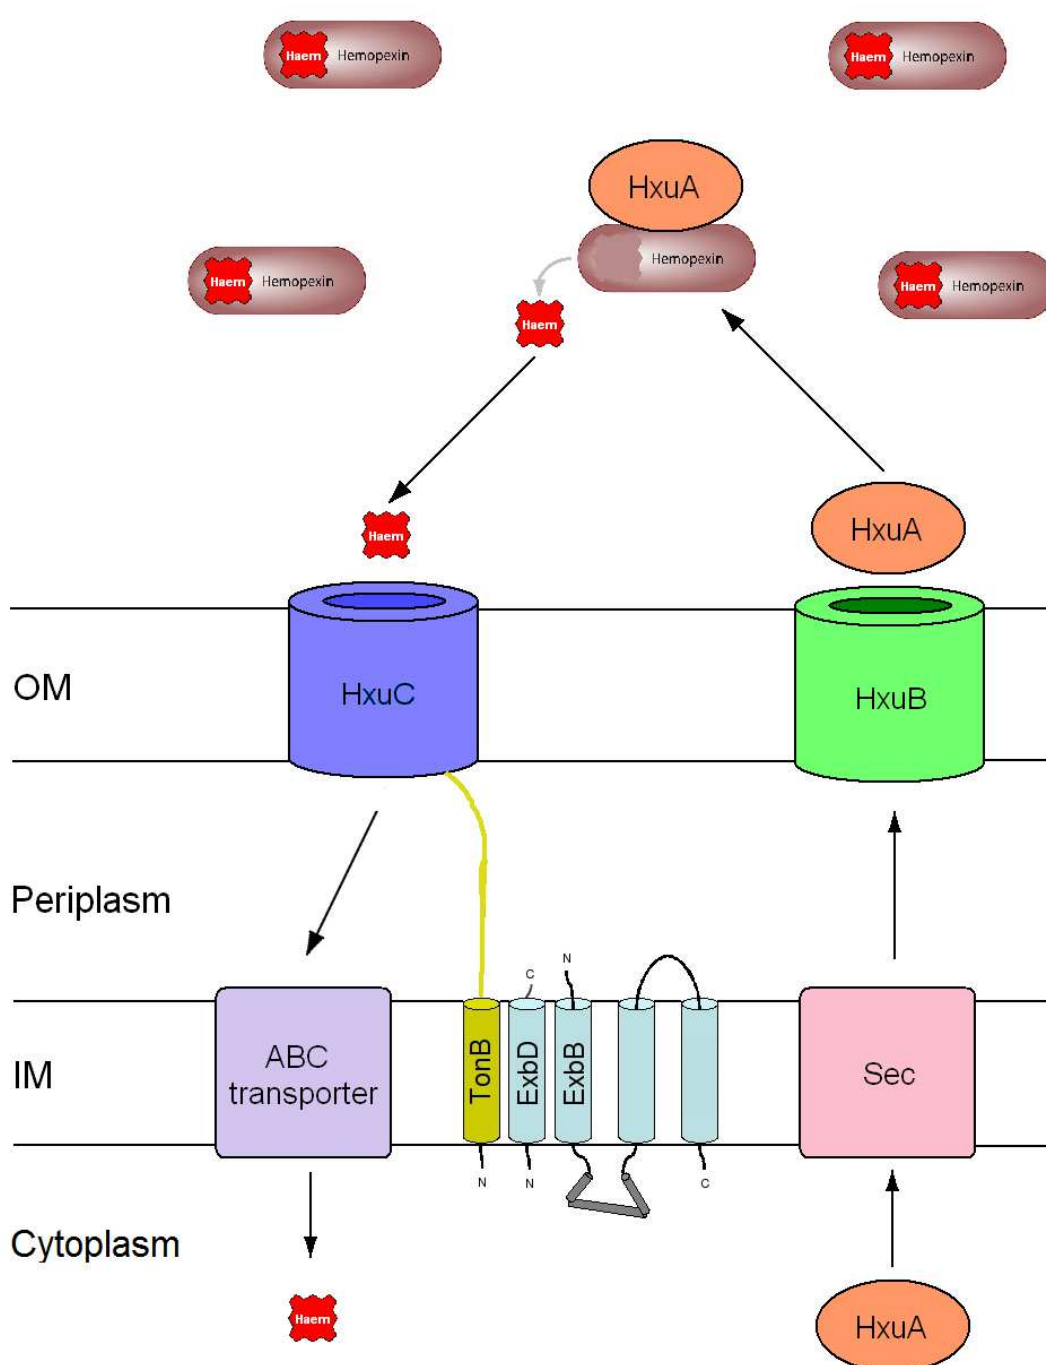 Haem Hemopexin
Haem Hemopexin
HxuA
Haem Hemopexin
Hemopexin
Haem Hemopexin
Haem
Haem
HxuA
OM
HxuC
HxuB
Periplasm
N
C
IM
ABC
transporter
TonB
ExbD
ExbB
Sec
N
N
C
Cytoplasm
Haem
HxuA